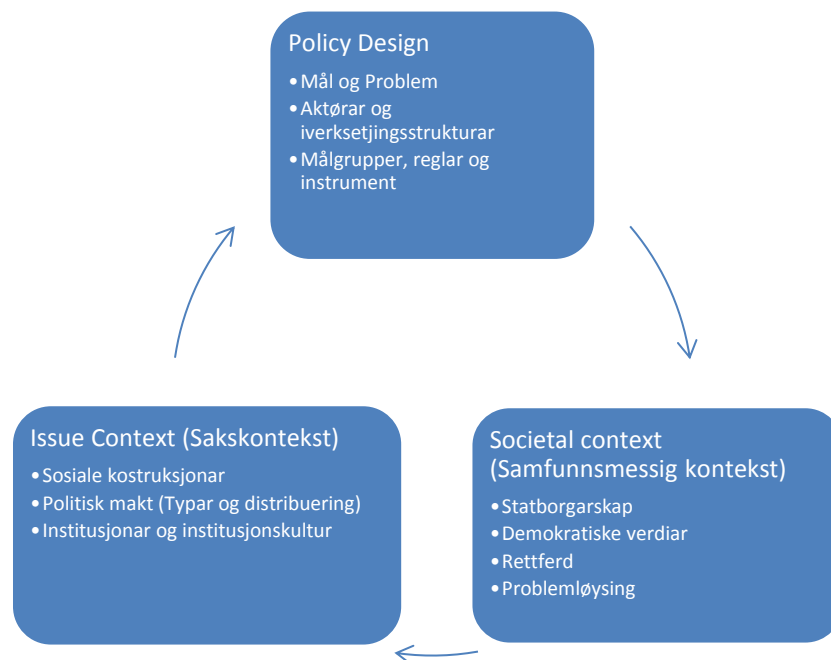 Policy Design
•Mål og Problem
•Aktørar og
iverksetjingsstrukturar
•Målgrupper, reglar og
instrument
Issue Context (Sakskontekst)
•Sosiale kostruksjonar
•Politisk makt (Typar og distribuering)
•Institusjonar og institusjonskultur
Societal context
(Samfunnsmessig kontekst)
•Statborgarskap
•Demokratiske verdiar
•Rettferd
•Problemløysing